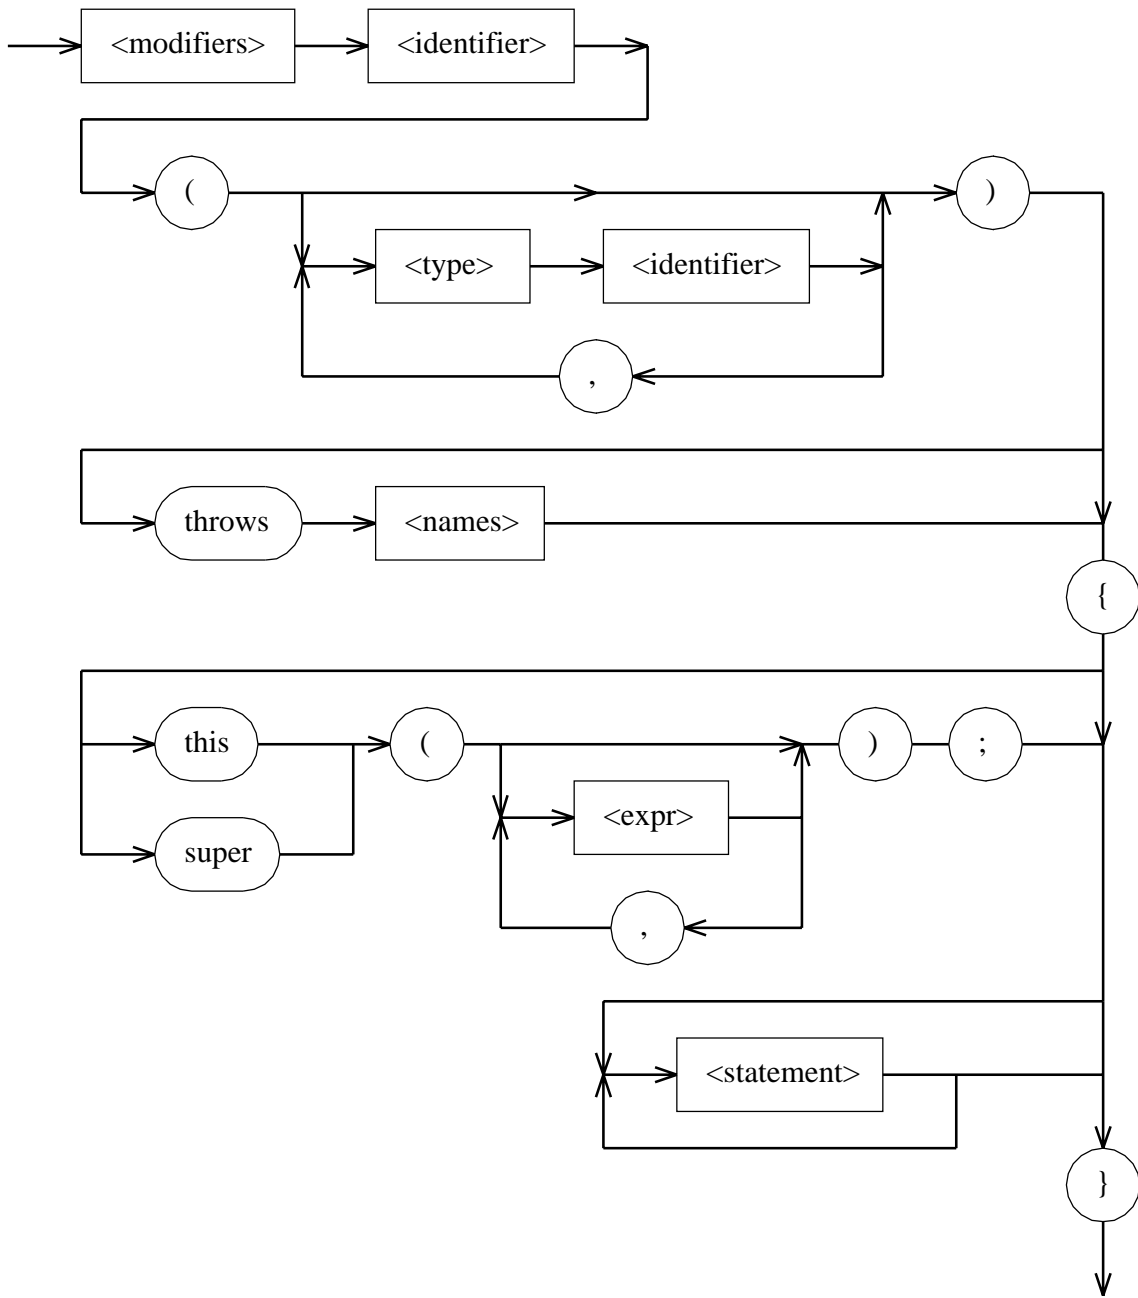 <modifiers> <identifier>
( )
<type> <identifier>
,
throws <names>
{
this ( ) ;
<expr>
super
,
<statement>
}